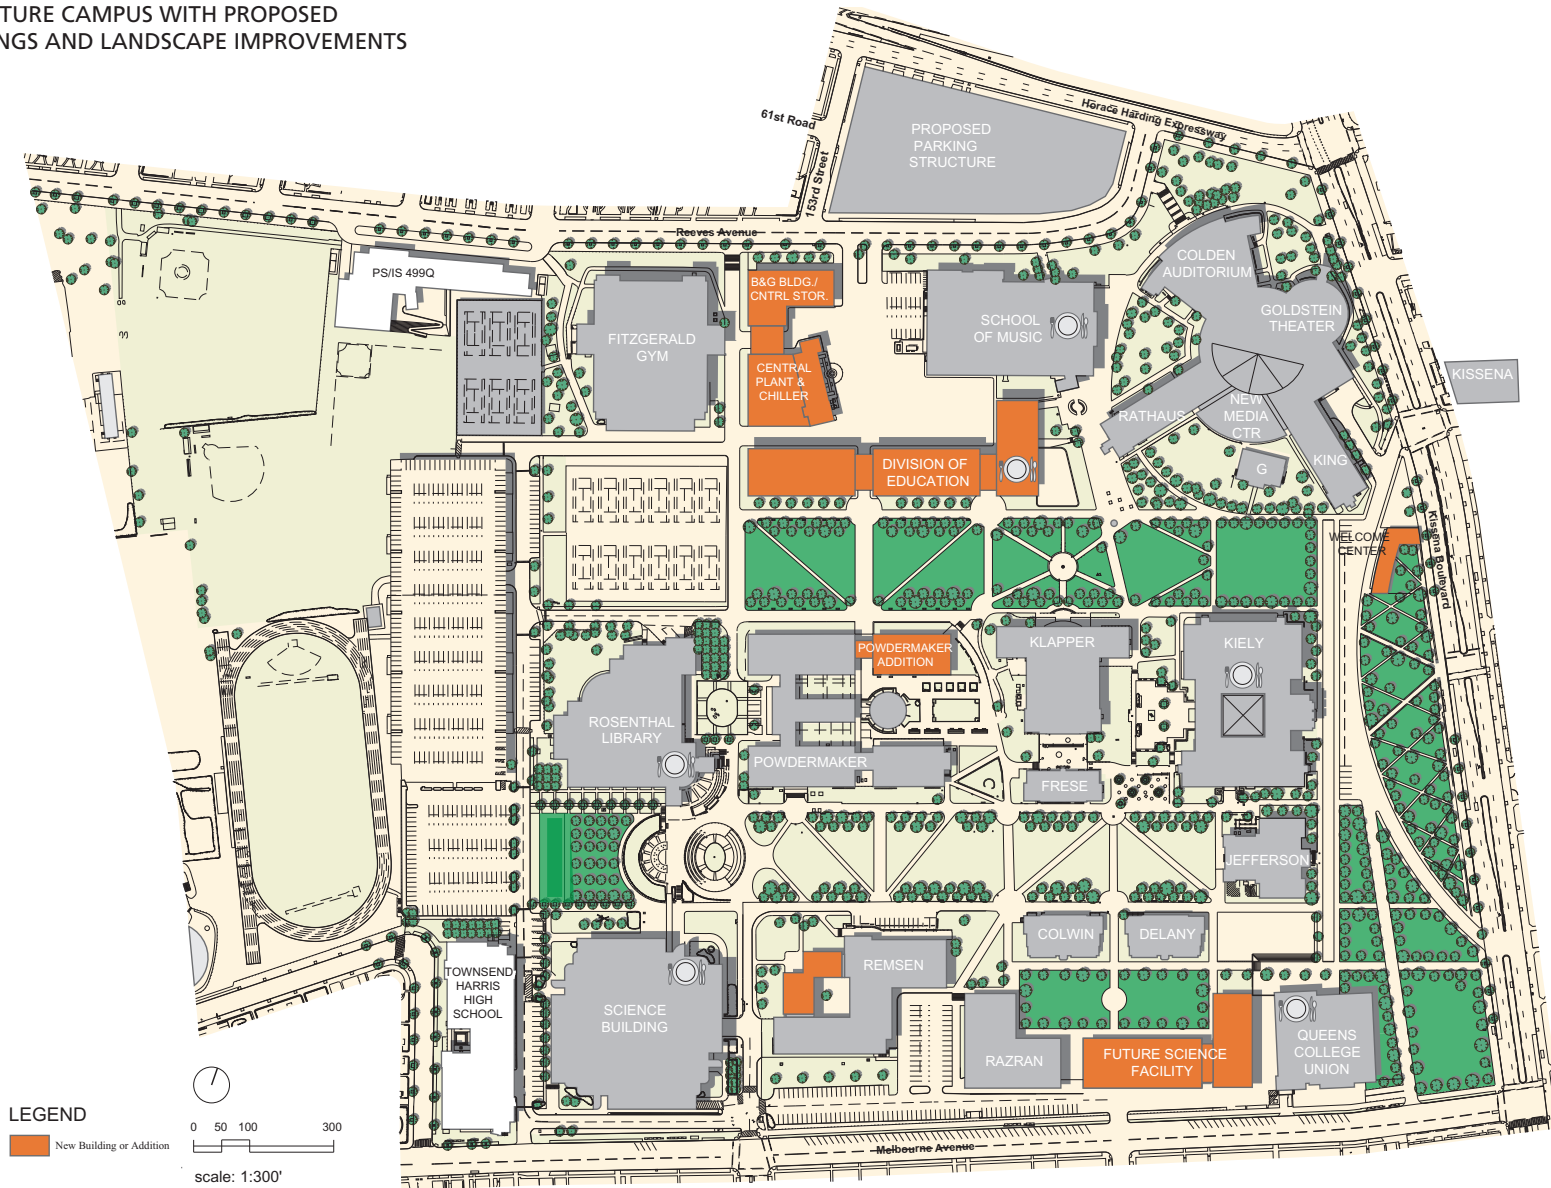 TURE CAMPUS WITH PROPOSED
NGS AND LANDSCAPE IMPROVEMENTS
Horace Harding Expressway
61st Road
PROPOSED
PARKING
STRUCTURE
153rd Street
Reeves Avenue
PS/IS 499Q
COLDEN
AUDITORIUM
B&G BLDG./
CNTRL STOR.
FITZGERALD
GYM
SCHOOL
OF MUSIC
GOLDSTEIN
THEATER
CENTRAL
PLANT &
CHILLER
KISSENA
RATHAUS
NEW
MEDIA
CTR
KING
G
DIVISION OF
EDUCATION
WELCOME
CENTER
Kissena Boulevard
POWDERMAKER
ADDITION
KLAPPER
KIELY
ROSENTHAL
LIBRARY
POWDERMAKER
FRESE
JEFFERSON
COLWIN
DELANY
REMSEN
TOWNSEND
HARRIS
HIGH
SCHOOL
SCIENCE
BUILDING
RAZRAN
FUTURE SCIENCE
FACILITY
QUEENS
COLLEGE
UNION
Melbourne Avenue
LEGEND
New Building or Addition
0 50 100 300
scale: 1:300'